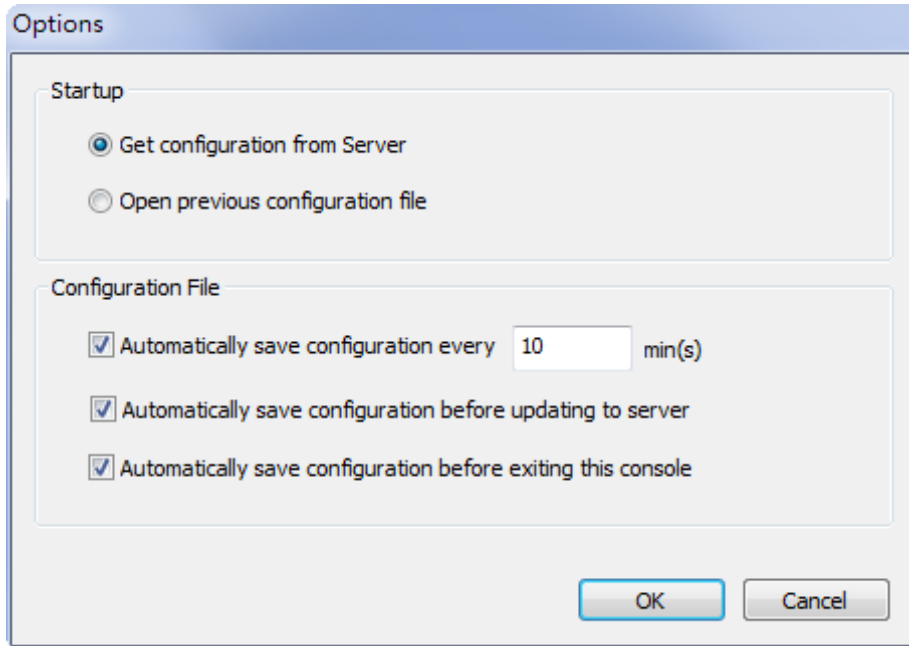 Options
Startup
Get configuration from Server
Open previous configuration file
Configuration File
Automatically save configuration every 10 min(s)
Automatically save configuration before updating to server
Automatically save configuration before exiting this console
OK Cancel